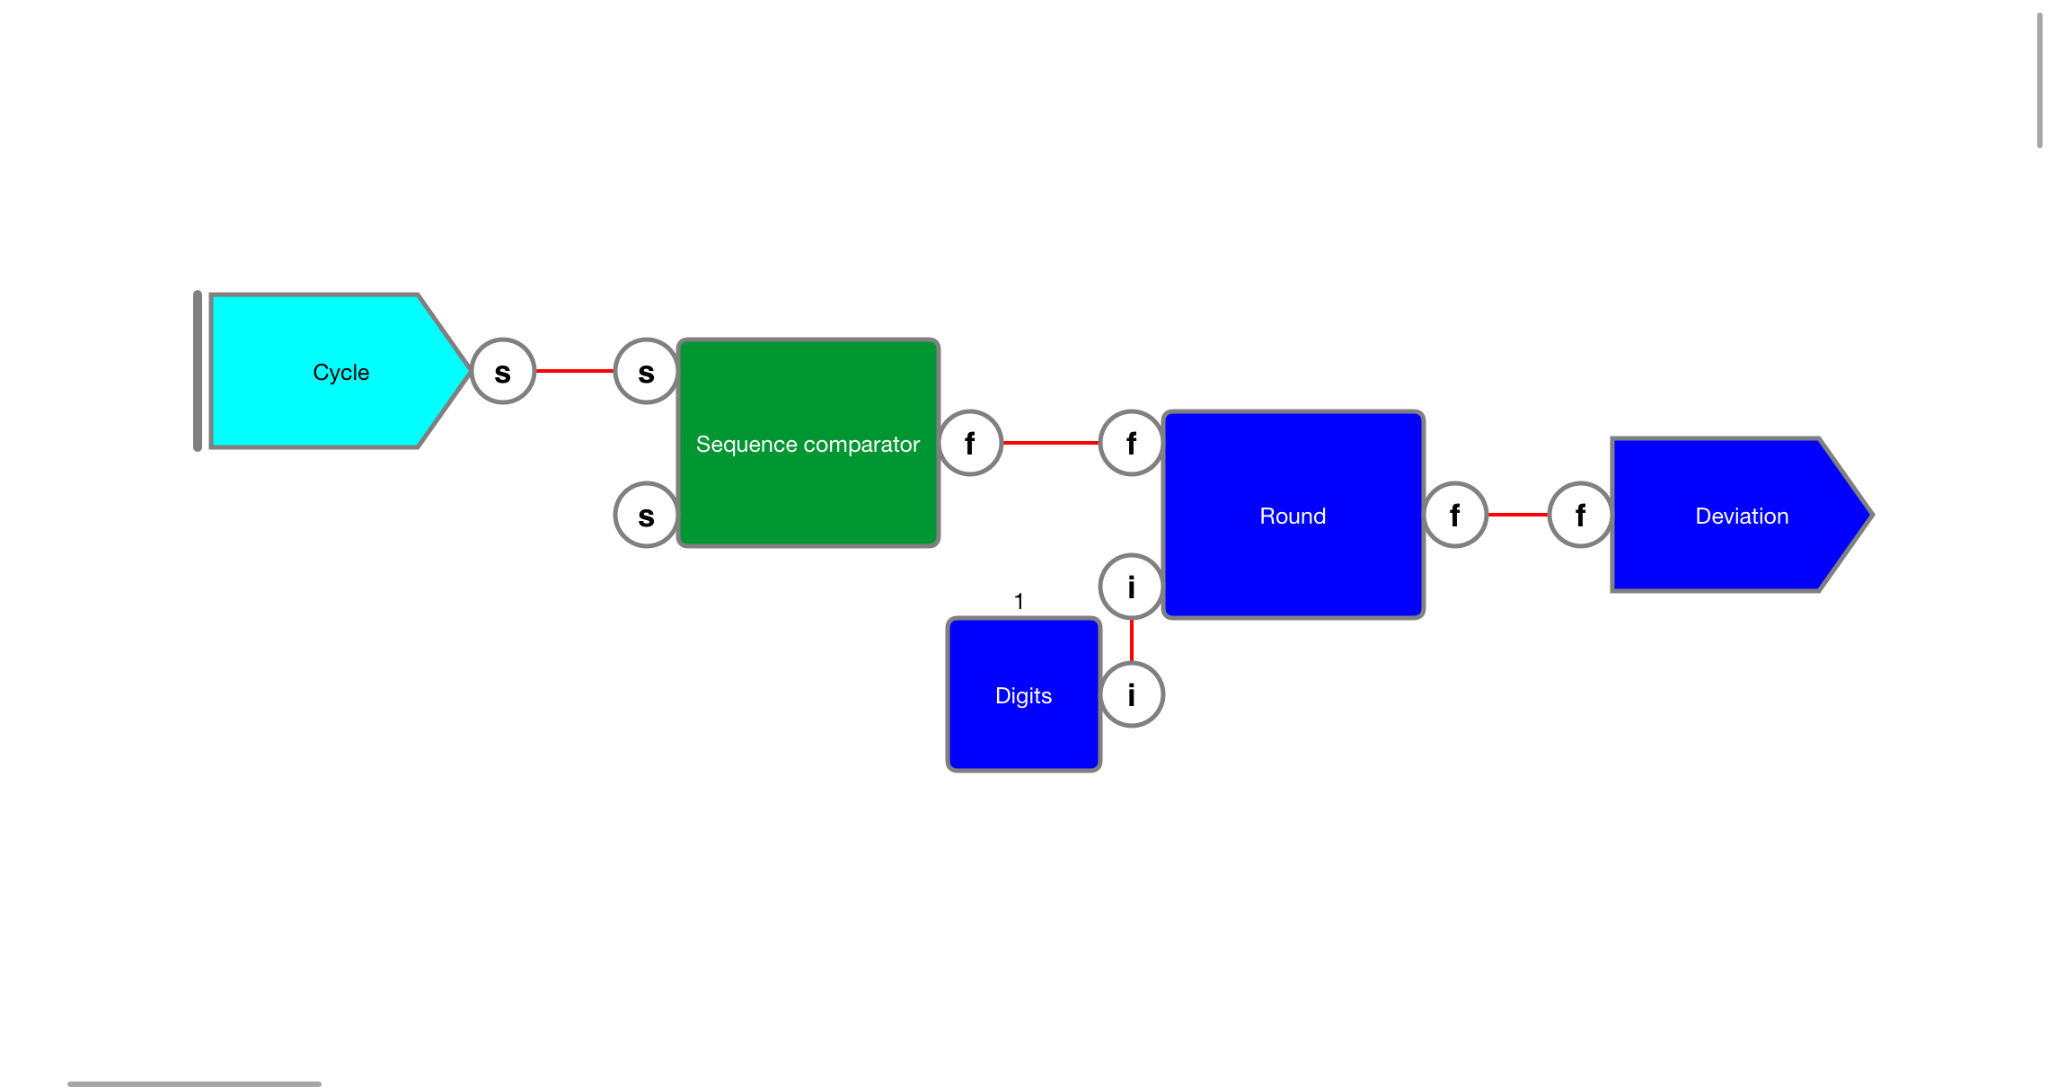 Cycle
s
s
Sequence comparator
s
f
f
Round
i
f
f
Deviation
1
Digits
i